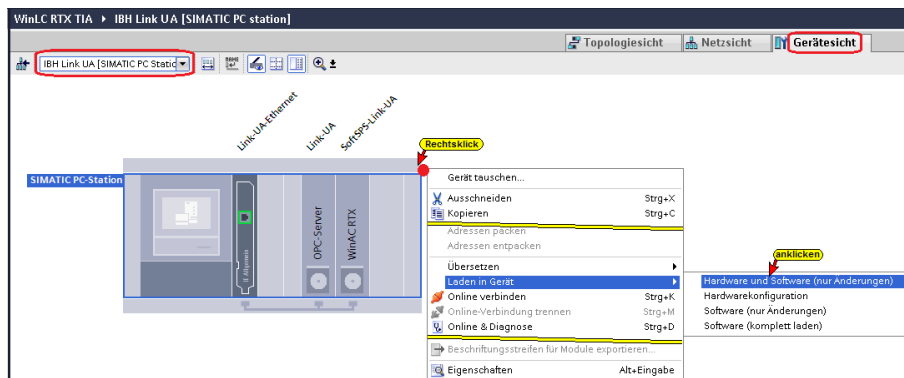 WinLC RTX TIA ▸ IBH Link UA [SIMATIC PC station]
Topologiesicht Netzsicht Gerätesicht
IBH Link UA [SIMATIC PC Static
Link-UA-Ethernet
Link-UA
SoftSPS-Link-UA
Rechtsklick
SIMATIC PC-Station
IE Allgemein
OPC-Server
WinAC RTX
Gerät tauschen...
Ausschneiden Strg+X
Kopieren Strg+C
Adressen packen
Adressen entpacken
anklicken
Übersetzen
Laden in Gerät
Hardware und Software (nur Änderungen)
Online verbinden Strg+K
Hardwarekonfiguration
Online-Verbindung trennen Strg+M
Software (nur Änderungen)
Online & Diagnose Strg+D
Software (komplett laden)
Beschriftungsstreifen für Module exportieren...
Eigenschaften Alt+Eingabe